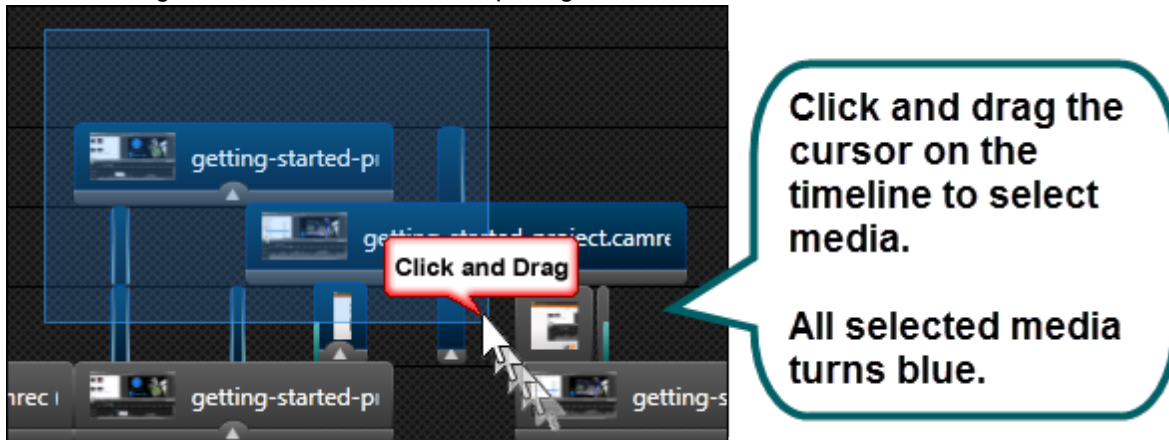 getting-started-p
getting-started-project.camre
Click and Drag
rec
getting-started-p
getting-s
Click and drag the
cursor on the
timeline to select
media.
All selected media
turns blue.